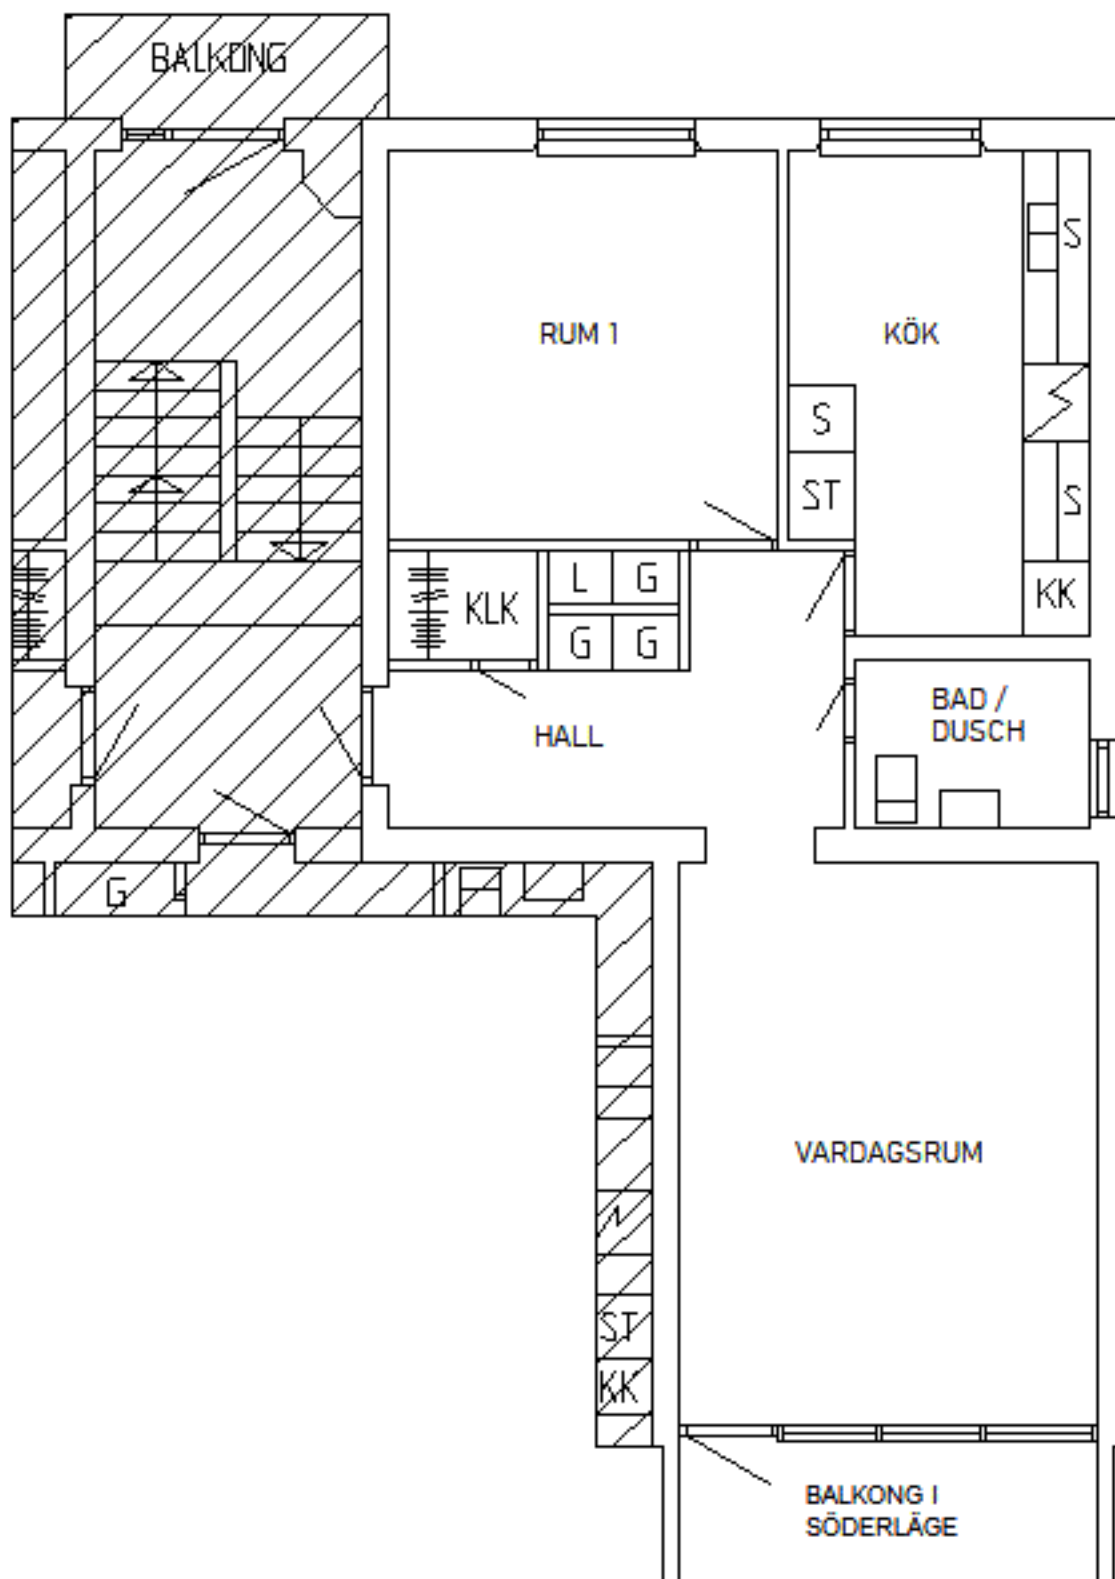 BALKONG
S
RUM 1
KÖK
S
ST
S
L
G
KLK
KK
G
G
BAD /
DUSCH
HALL
G
VARDAGSRUM
ST
KK
BALKONG I
SÖDERLÄGE